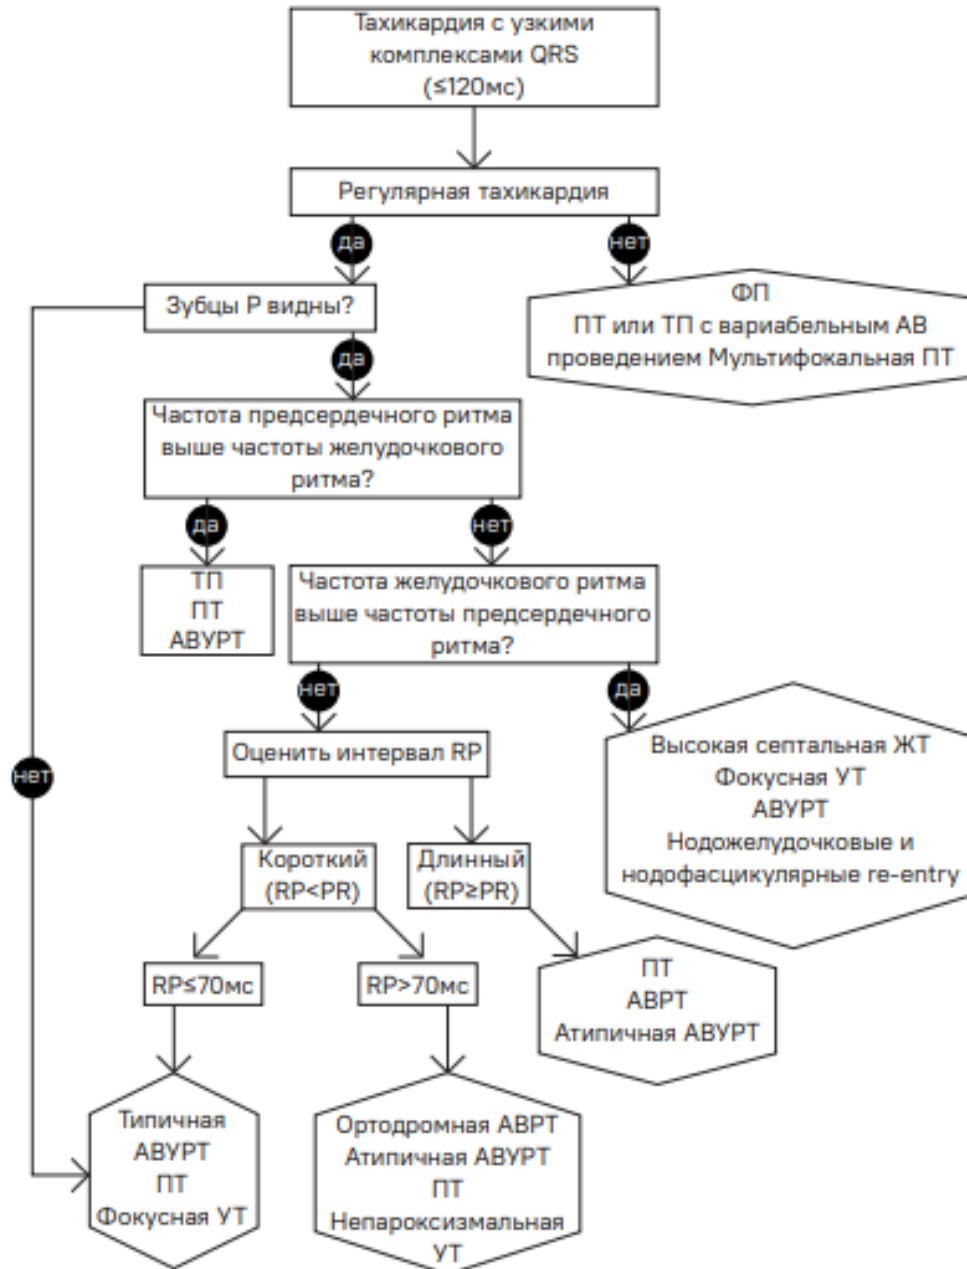 Тахикардия с узкими
комплексами QRS
(≤120мс)
Регулярная тахикардия
да
нет
Зубцы P видны?
ФП
ПТ или ТП с вариабельным АВ
проведением Мультифокальная ПТ
да
Частота предсердечного ритма
выше частоты желудочкового
ритма?
да
нет
ТП
ПТ
АВУРТ
Частота желудочкового ритма
выше частоты предсердечного
ритма?
нет
да
Оценить интервал RP
Высокая септальная ЖТ
Фокусная УТ
АВУРТ
Нодожелудочковые и
нодофасцикулярные re-entry
нет
Короткий
(RP<PR)
Длинный
(RP≥PR)
RP≤70мс
RP>70мс
ПТ
АВРТ
Атипичная АВУРТ
Типичная
АВУРТ
ПТ
Фокусная УТ
Ортодромная АВРТ
Атипичная АВУРТ
ПТ
Непароксизмальная
УТ